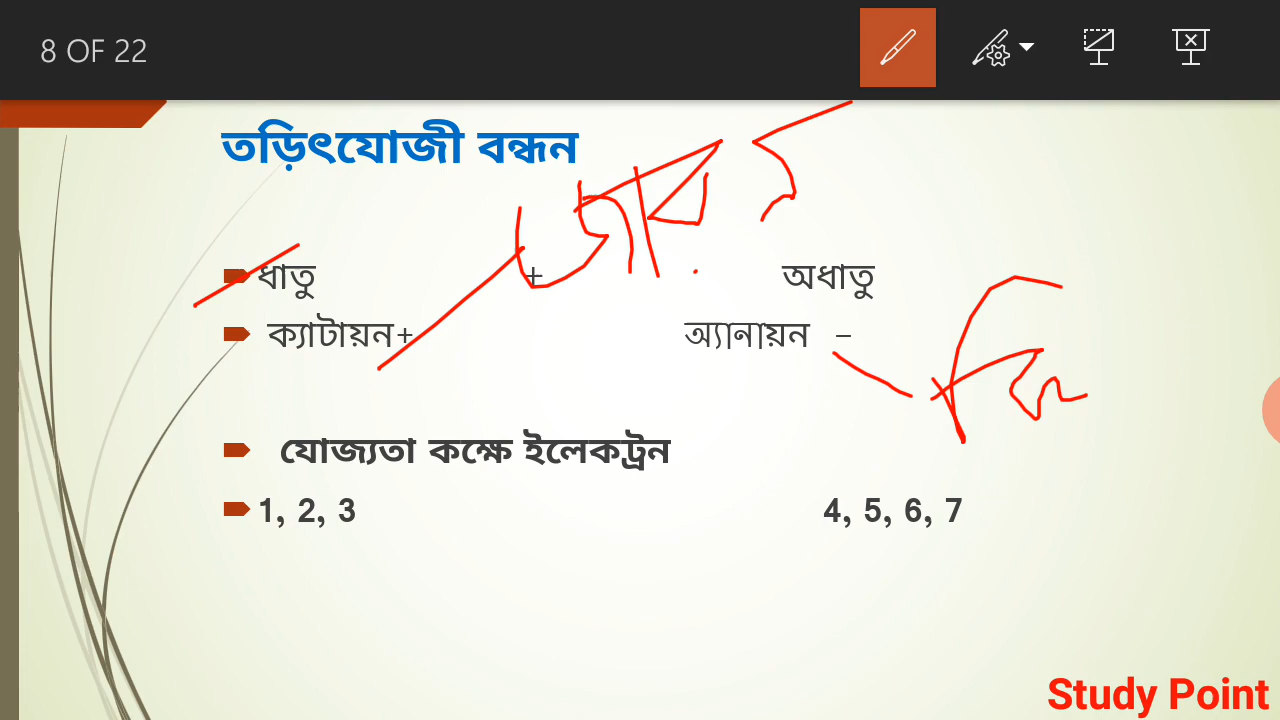 8 OF 22
তড়িৎযোজী বন্ধন
ধাতু + অধাতু
ক্যাটায়ন+ অ্যানায়ন –
যোজ্যতা কক্ষে ইলেকট্রন
1, 2, 3 4, 5, 6, 7
Study Point